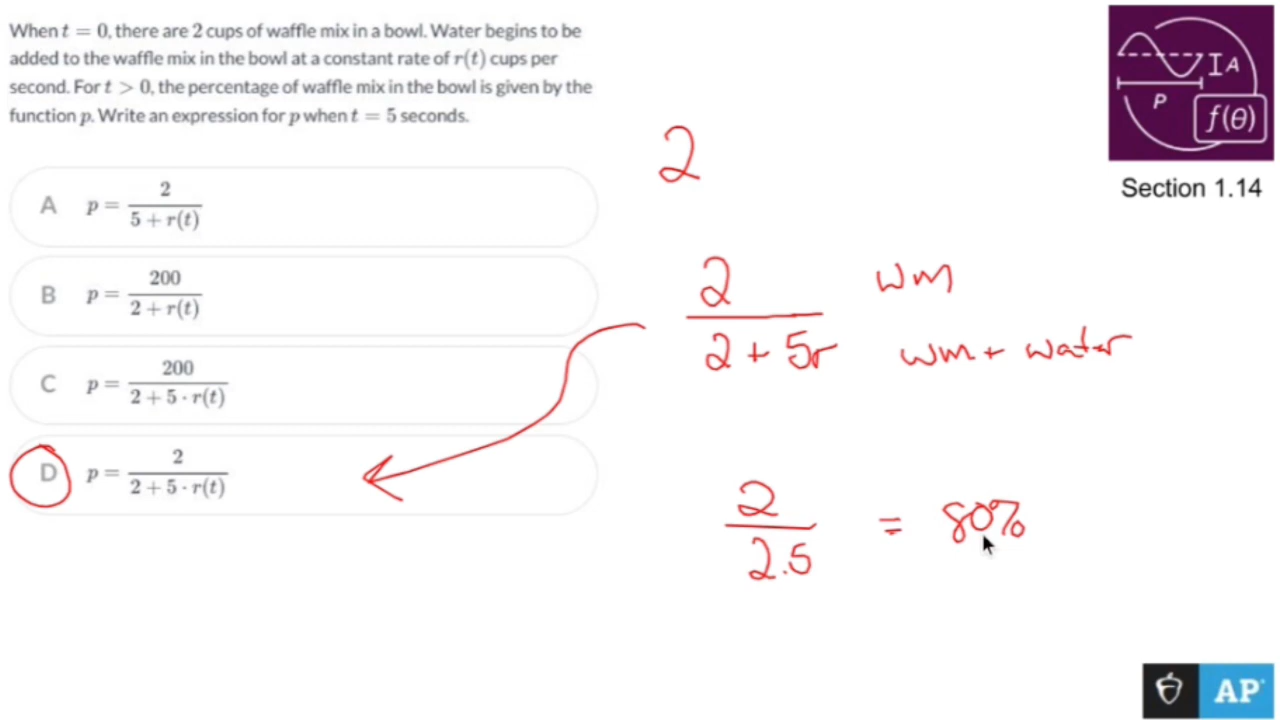 When t = 0, there are 2 cups of waffle mix in a bowl. Water begins to be
added to the waffle mix in the bowl at a constant rate of r(t) cups per
second. For t > 0, the percentage of waffle mix in the bowl is given by the
function p. Write an expression for p when t = 5 seconds.
A p = 2 / (5 + r(t))
B p = 200 / (2 + r(t))
C p = 200 / (2 + 5 · r(t))
D p = 2 / (2 + 5 · r(t))
2
2 wm
2 + 5r wm + water
2
2.5 = 80%
A
P
f(θ)
Section 1.14
AP